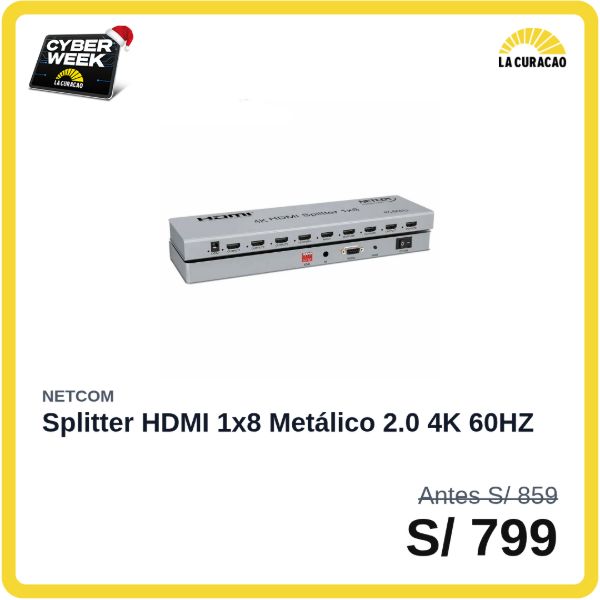 CYBER
WEEK
LA CURACAO
LA CURACAO
HDMI
4K HDMI Splitter 1x8
NETCOM
Splitter HDMI 1x8 Metálico 2.0 4K 60HZ
Antes S/ 859
S/ 799